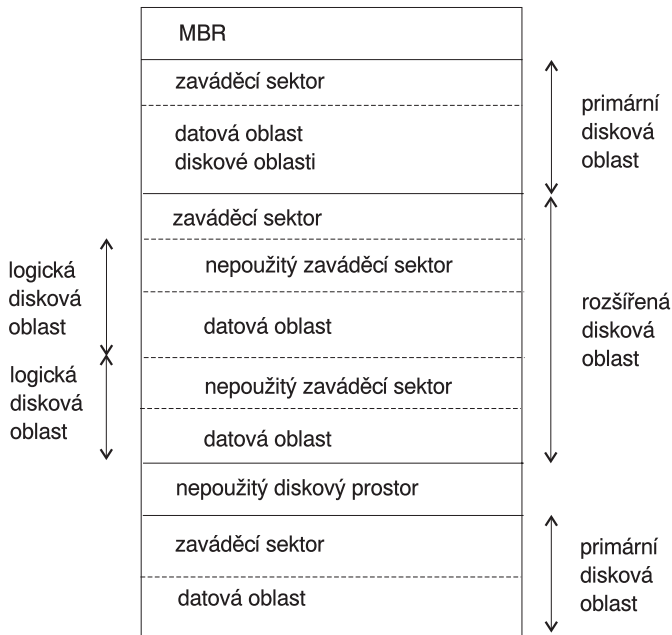 MBR
zaváděcí sektor
datová oblast
diskové oblasti
primární
disková
oblast
zaváděcí sektor
nepoužitý zaváděcí sektor
datová oblast
logická
disková
oblast
nepoužitý zaváděcí sektor
datová oblast
logická
disková
oblast
rozšířená
disková
oblast
nepoužitý diskový prostor
zaváděcí sektor
datová oblast
primární
disková
oblast